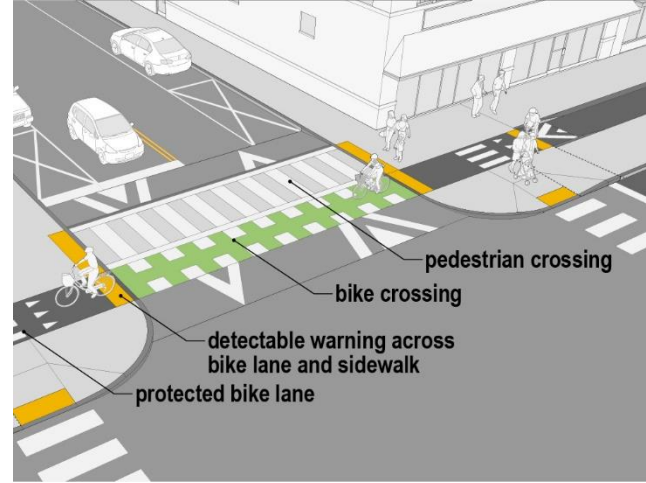 pedestrian crossing
bike crossing
detectable warning across
bike lane and sidewalk
protected bike lane